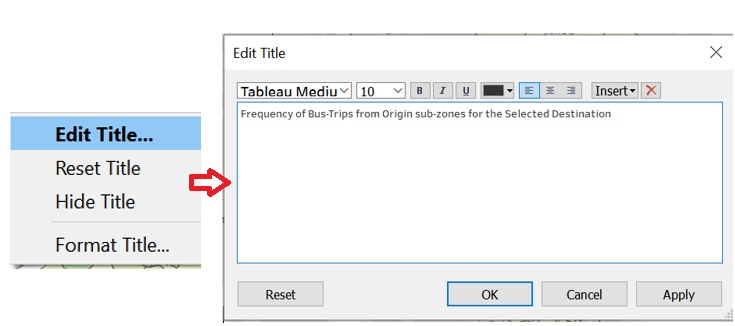 Edit Title...
Reset Title
Hide Title
Format Title...
Edit Title
Tableau Mediu 10 B I U Insert
Frequency of Bus-Trips from Origin sub-zones for the Selected Destination
Reset OK Cancel Apply